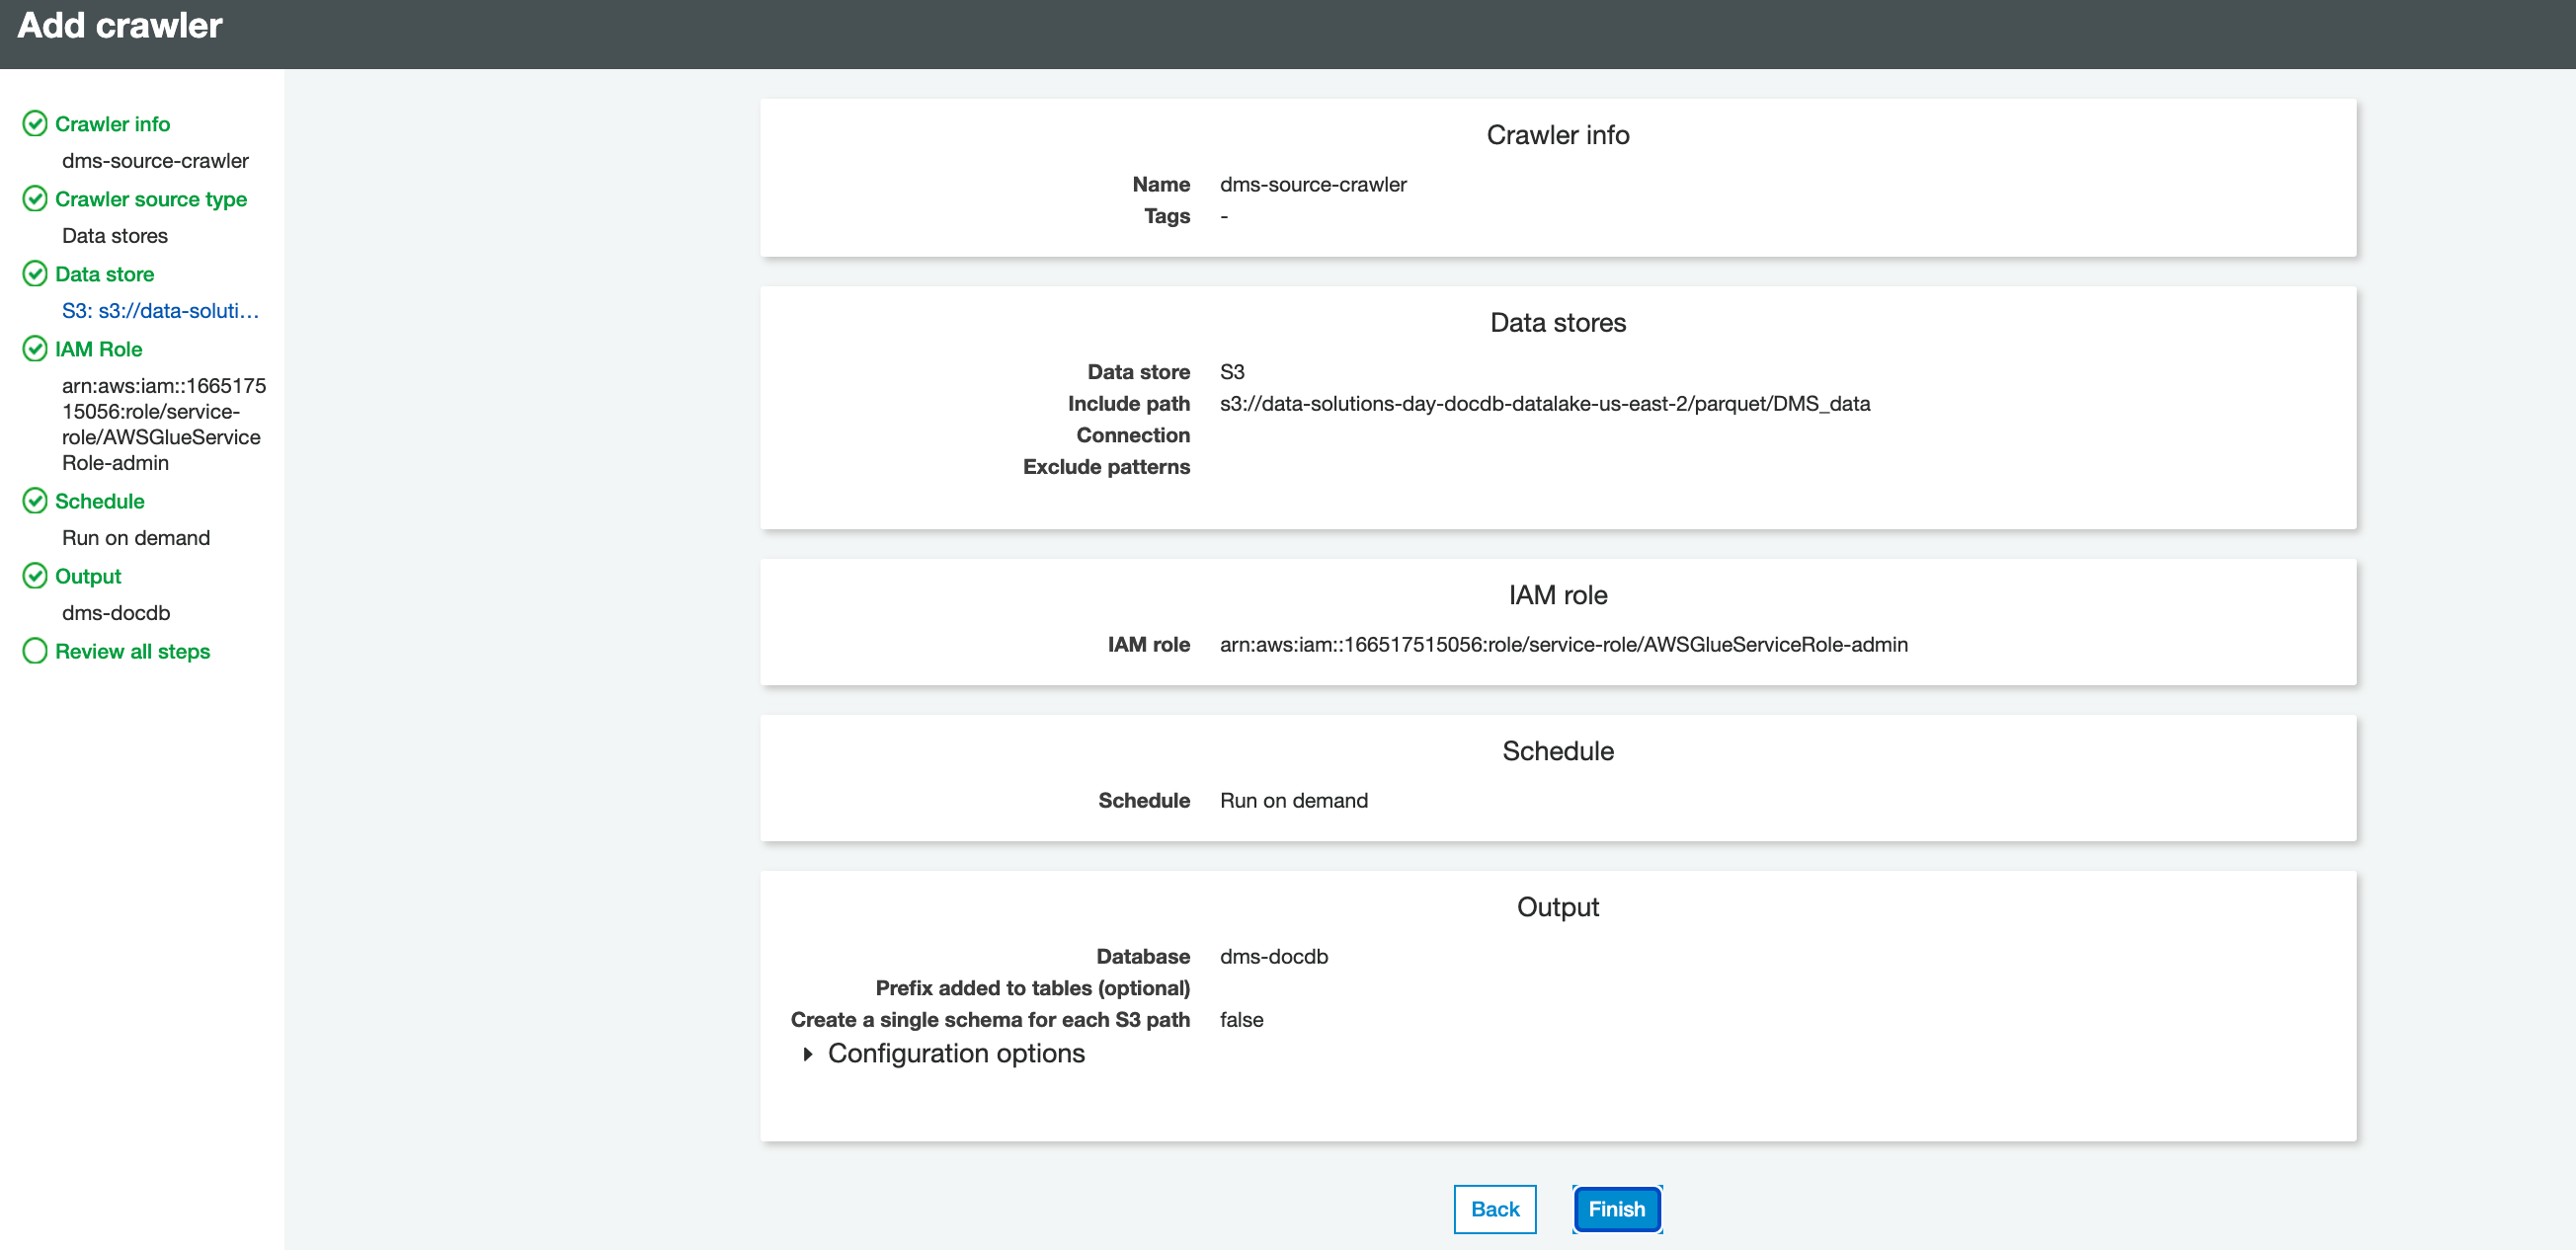 Add crawler
Crawler info
dms-source-crawler
Crawler source type
Data stores
Data store
S3: s3://data-soluti...
IAM Role
arn:aws:iam::1665175
15056:role/service-
role/AWSGlueService
Role-admin
Schedule
Run on demand
Output
dms-docdb
Review all steps
Crawler info
Name dms-source-crawler
Tags -
Data stores
Data store S3
Include path s3://data-solutions-day-docdb-datalake-us-east-2/parquet/DMS_data
Connection
Exclude patterns
IAM role
IAM role arn:aws:iam::166517515056:role/service-role/AWSGlueServiceRole-admin
Schedule
Schedule Run on demand
Output
Database dms-docdb
Prefix added to tables (optional)
Create a single schema for each S3 path false
Configuration options
Back Finish